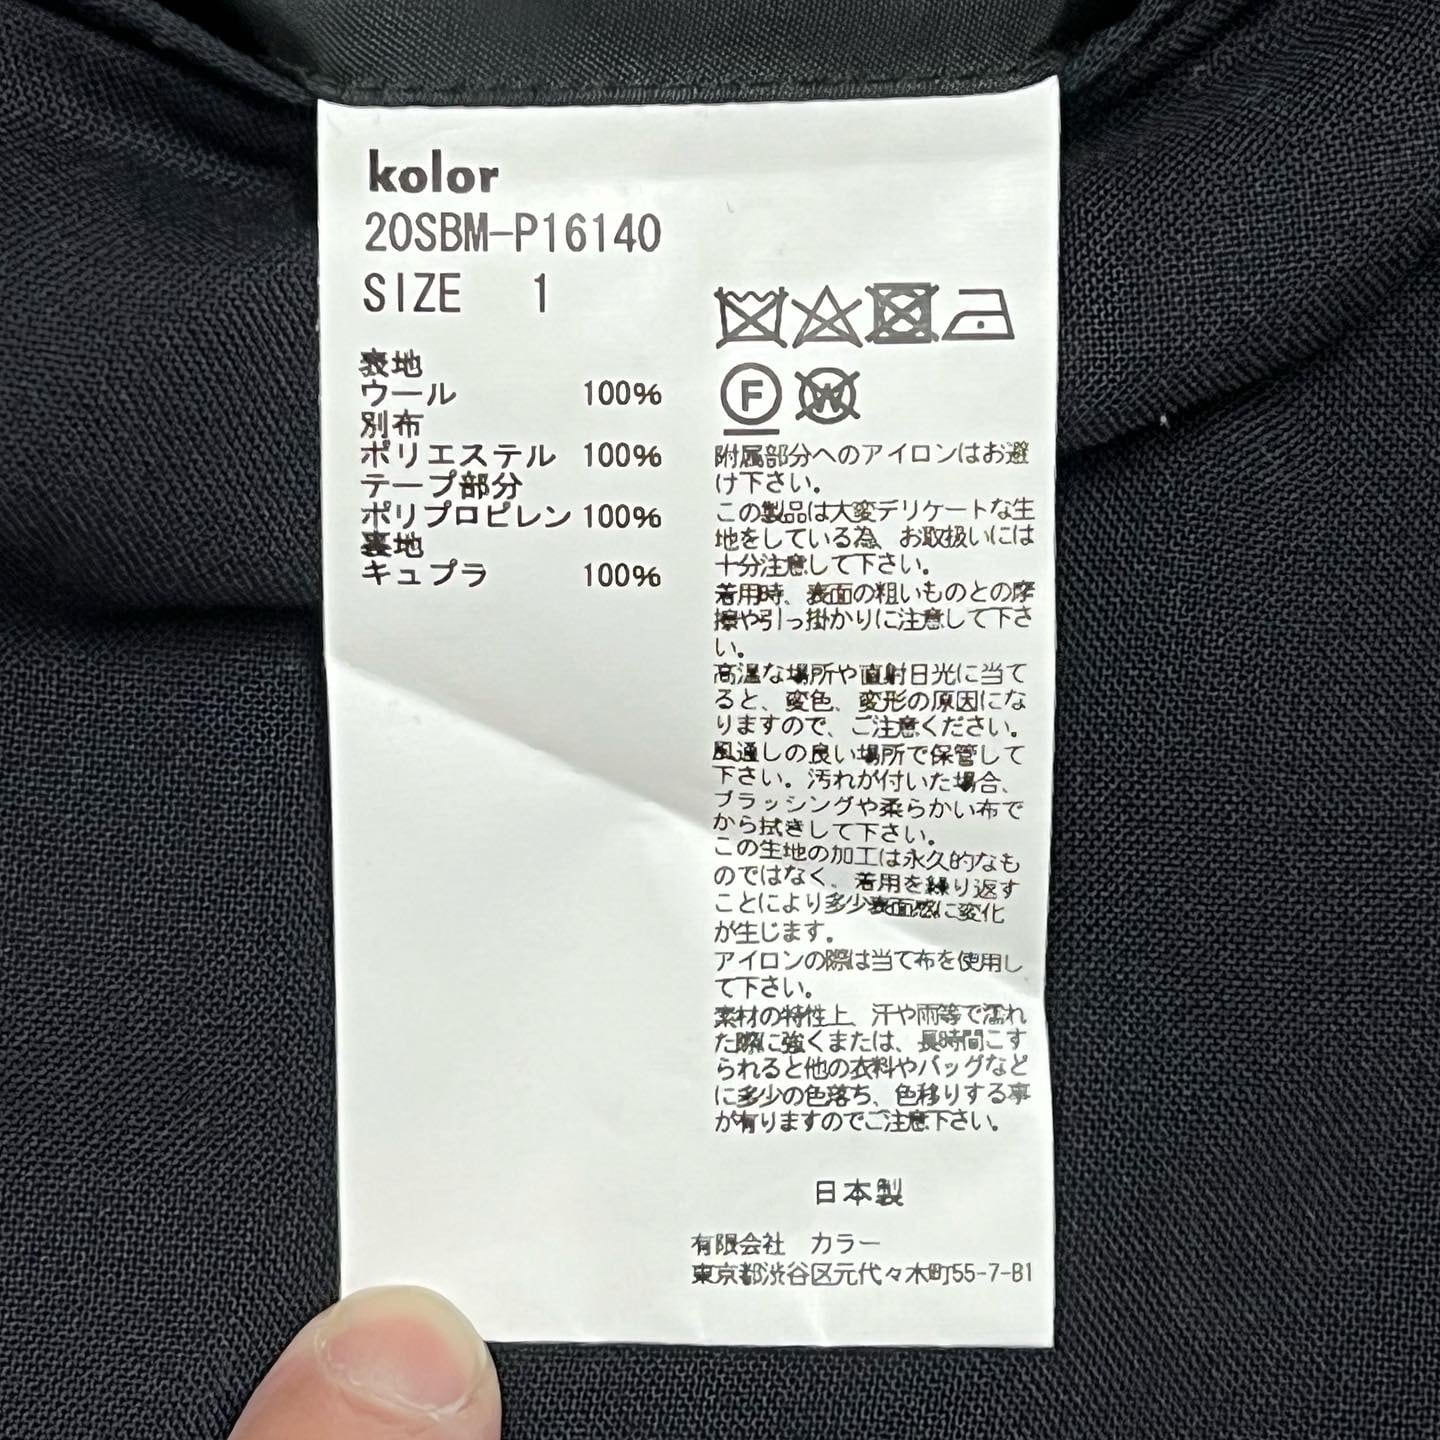 kolor
20SBM-P16140
SIZE 1
表地
ウール 100%
別布
ポリエステル 100%
テープ部分
ポリプロピレン 100%
裏地
キュプラ 100%
F
W
附属部分へのアイロンはお避
け下さい。
この製品は大変デリケートな生
地をしている為、お取扱いには
十分注意して下さい。
着用時、表面の粗いものとの摩
擦や引っ掛かりに注意して下さ
い。
高温な場所や直射日光に当て
ると、変色、変形の原因にな
りますので、ご注意ください。
風通しの良い場所で保管して
下さい。汚れが付いた場合、
ブラッシングや柔らかい布で
から拭きして下さい。
この生地の加工は永久的なも
のではなく、着用を繰り返す
ことにより多少表面感に変化
が生じます。
アイロンの際は当て布を使用し
て下さい。
素材の特性上、汗や雨等で濡れ
た際に強くまたは、長時間こす
られると他の衣料やバッグなど
に多少の色落ち、色移りする事
が有りますのでご注意下さい。
日本製
有限会社 カラー
東京都渋谷区元代々木町55-7-B1